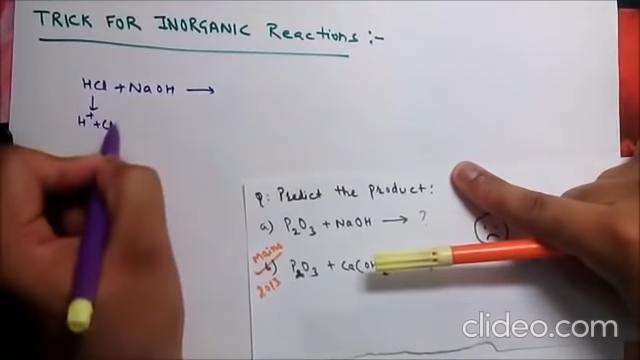 TRICK FOR INORGANIC Reactions :-
HCl + NaOH →
↓
H⁺ + Cl
Q: Predict the product:
a) P₂O₃ + NaOH → ?
Mains
b) P₂O₃ + Ca(OH)₂
2013
clideo.com